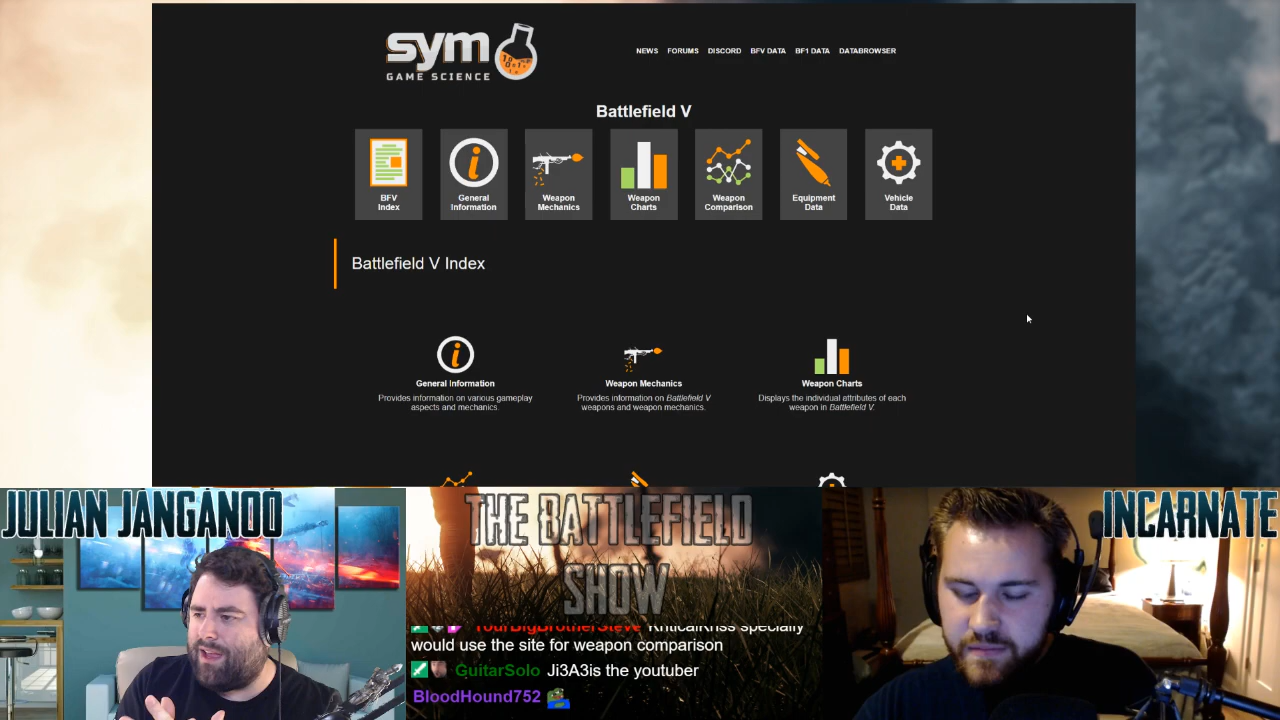 sym
GAME SCIENCE
NEWS FORUMS DISCORD BFV DATA BF1 DATA DATABROWSER
Battlefield V
BFV
Index
General
Information
Weapon
Mechanics
Weapon
Charts
Weapon
Comparison
Equipment
Data
Vehicle
Data
Battlefield V Index
General Information
Provides information on various gameplay
aspects and mechanics.
Weapon Mechanics
Provides information on Battlefield V
weapons and weapon mechanics.
Weapon Charts
Displays the individual attributes of each
weapon in Battlefield V.
JULIAN JANGANOO
THE BATTLEFIELD
SHOW
INCARNATE
YourBigBrotherSteve KriticalKriss specially
would use the site for weapon comparison
GuitarSolo Ji3A3is the youtuber
BloodHound752